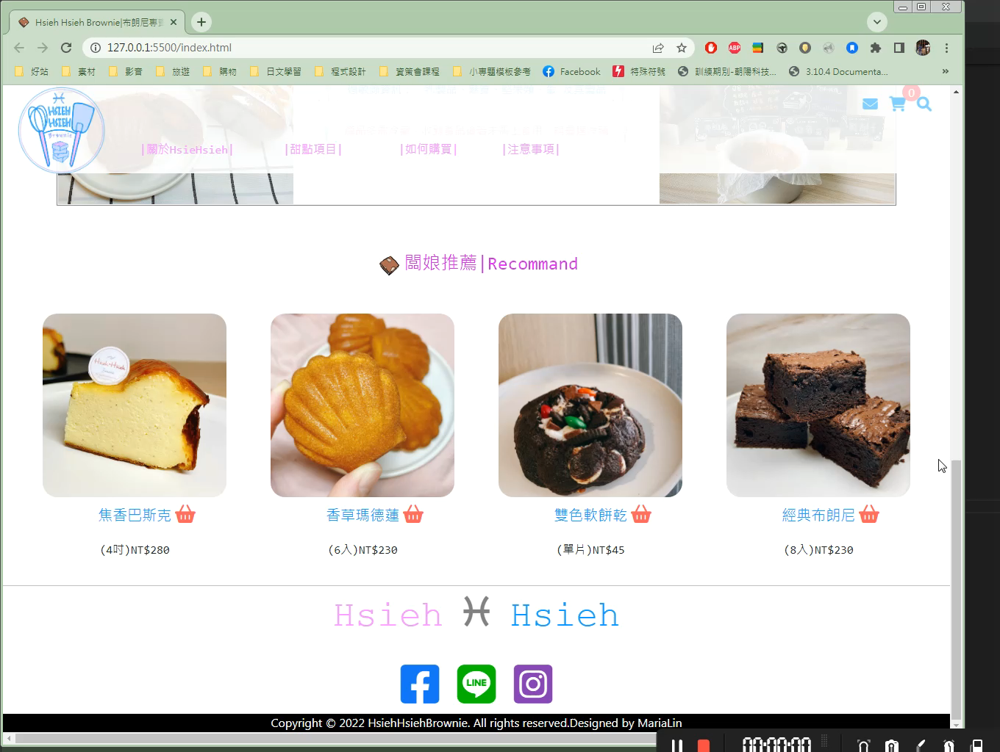 Hsieh Hsieh Brownie|布朗尼專
127.0.0.1:5500/index.html
ABP
好站 素材 影音 旅遊 購物 日文學習 程式設計 資策會課程 小專題模板參考 Facebook 特殊符號 訓練期別-朝陽科技... 3.10.4 Documenta... »
HSIEH
HSIEH
Brownie
0
|關於HsieHsieh| |甜點項目| |如何購買| |注意事項|
闆娘推薦|Recommand
焦香巴斯克 香草瑪德蓮 雙色軟餅乾 經典布朗尼
(4吋)NT$280 (6入)NT$230 (單片)NT$45 (8入)NT$230
Hsieh Hsieh
LINE
Copyright © 2022 HsiehHsiehBrownie. All rights reserved.Designed by MariaLin